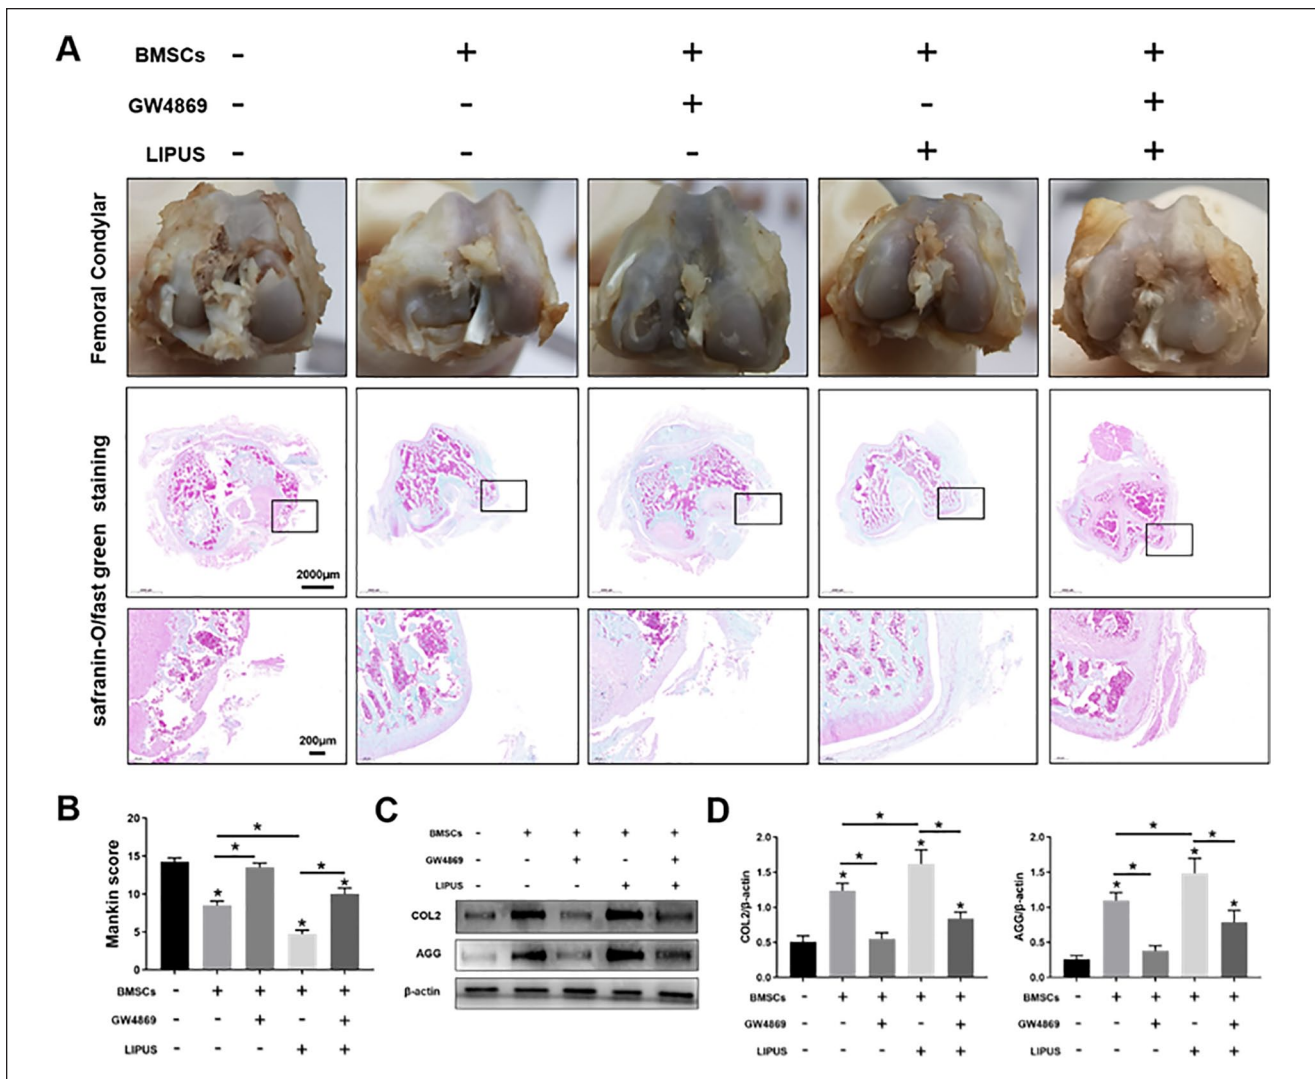 A
BMSCs - + + + +
GW4869 - - + - +
LIPUS - - - + +
Femoral Condylar
safranin-O/fast green staining
2000μm
200μm
B
Mankin score
20
15
10
5
0
* * * * * * *
BMSCs - + + + +
GW4869 - - + - +
LIPUS - - - + +
C
BMSCs - + + + +
GW4869 - - + - +
LIPUS + +
COL2
AGG
β-actin
D
COL2/β-actin
2.0
1.5
1.0
0.5
0.0
* * * * * *
BMSCs - + + + +
GW4869 - - + - +
LIPUS - - - + +
AGG/β-actin
2.0
1.5
1.0
0.5
0.0
* * * * * *
BMSCs - + + + +
GW4869 - - + - +
LIPUS - - - + +